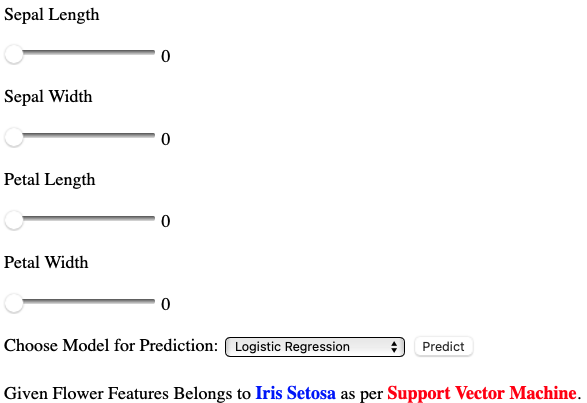 Sepal Length
0
Sepal Width
0
Petal Length
0
Petal Width
0
Choose Model for Prediction: Logistic Regression Predict
Given Flower Features Belongs to Iris Setosa as per Support Vector Machine.